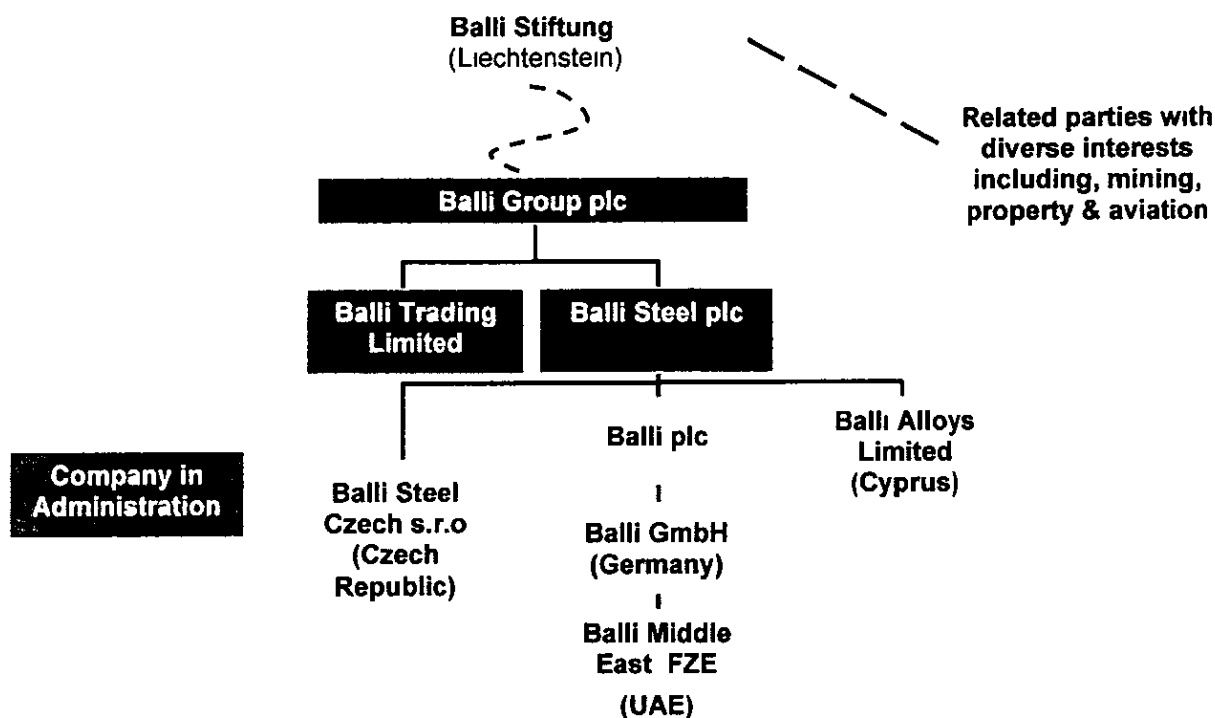 Balli Stiftung
(Liechtenstein)
Related parties with
diverse interests
including, mining,
property & aviation
Balli Group plc
Balli Trading
Limited
Balli Steel plc
Balli plc
Balli Alloys
Limited
(Cyprus)
Company in
Administration
Balli Steel
Czech s.r.o
(Czech
Republic)
Balli GmbH
(Germany)
Balli Middle
East FZE
(UAE)